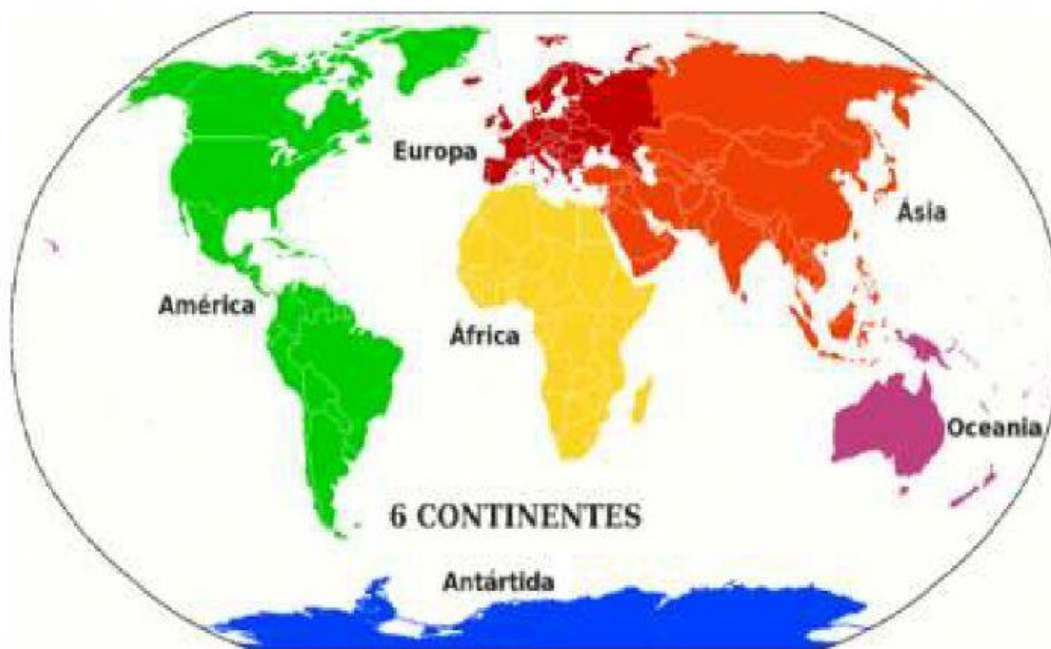 Europa
Ásia
América
África
Oceania
6 CONTINENTES
Antártida